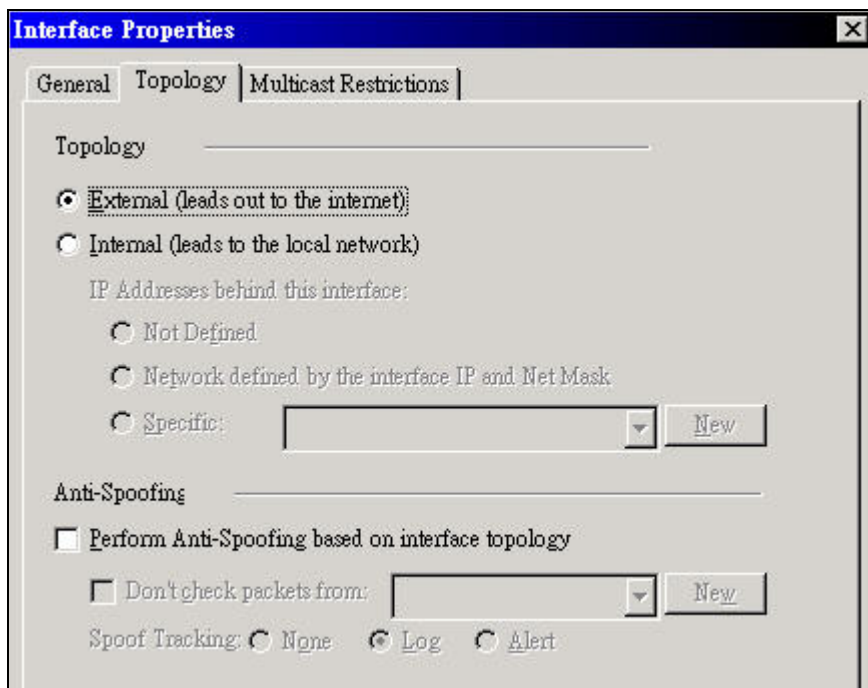 Interface Properties
General Topology Multicast Restrictions
Topology
External (leads out to the internet)
Internal (leads to the local network)
IP Addresses behind this interface:
Not Defined
Network defined by the interface IP and Net Mask
Specific: New
Anti-Spoofing
Perform Anti-Spoofing based on interface topology
Don't check packets from: New
Spoof Tracking: None Log Alert